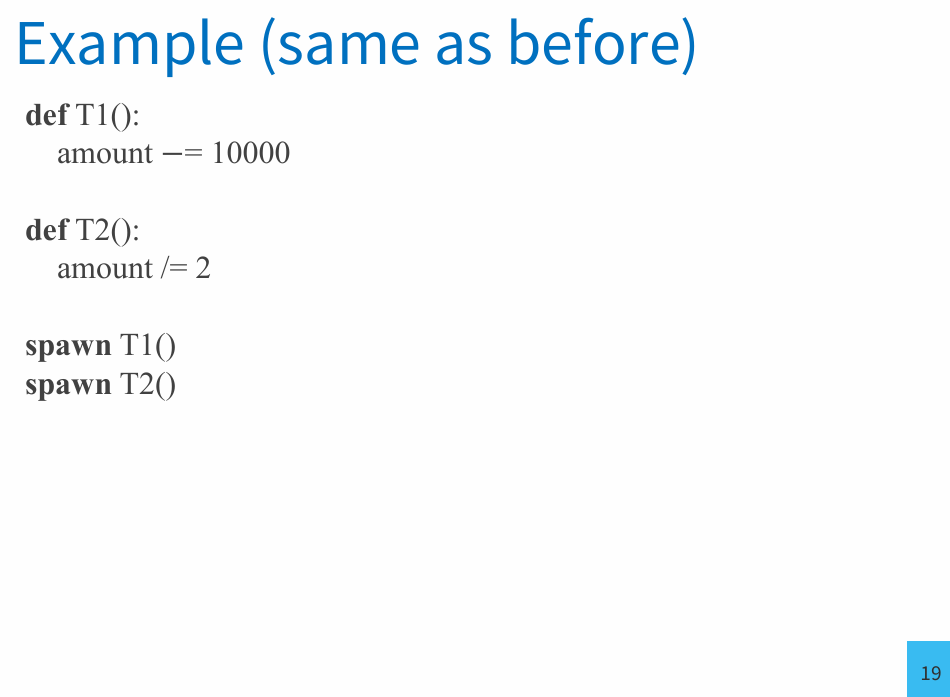 Example (same as before)
def T1():
amount −= 10000
def T2():
amount /= 2
spawn T1()
spawn T2()
19